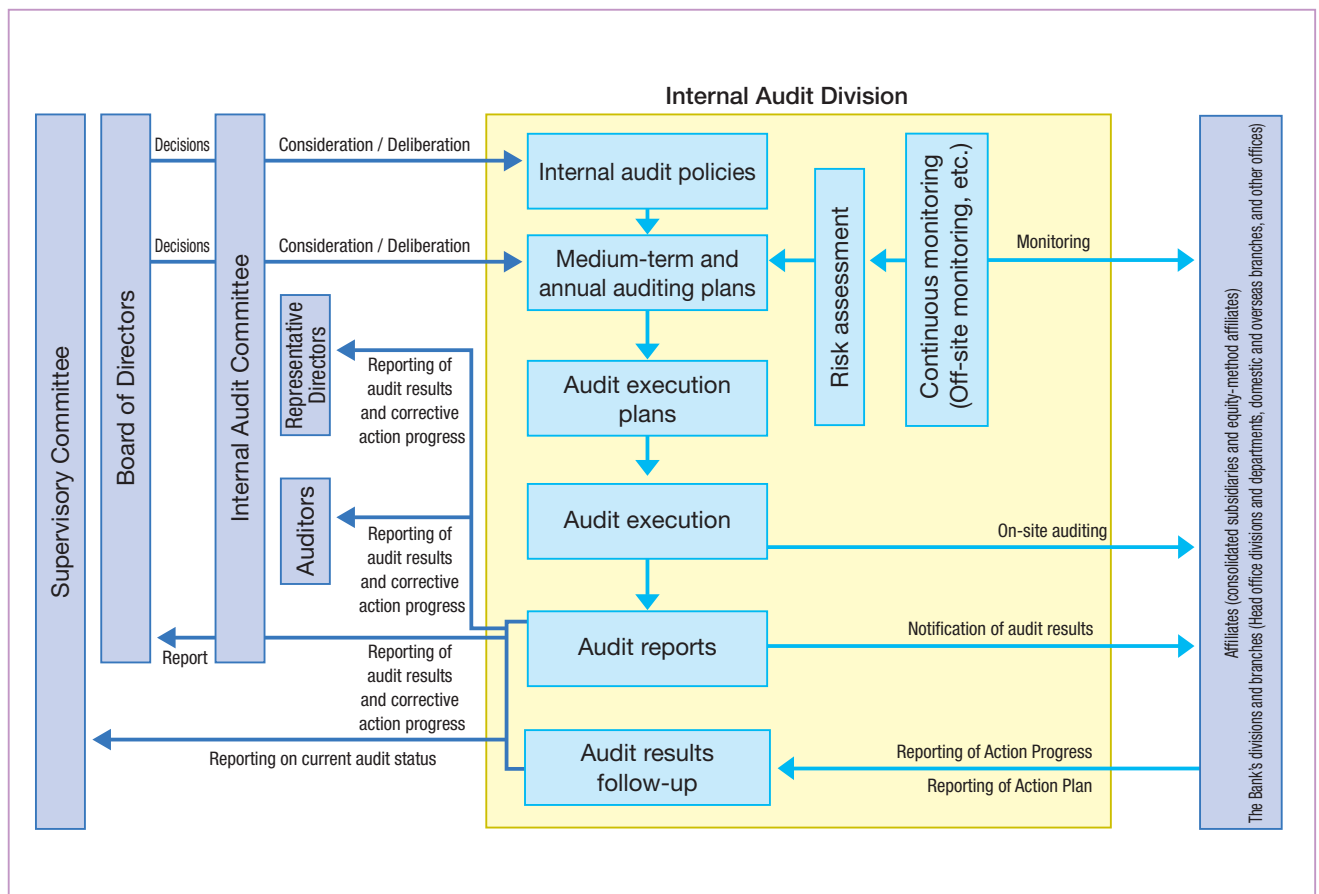 Internal Audit Division
Supervisory Committee
Board of Directors
Internal Audit Committee
Decisions
Consideration / Deliberation
Internal audit policies
Decisions
Consideration / Deliberation
Medium-term and
annual auditing plans
Risk assessment
Continuous monitoring
(Off-site monitoring, etc.)
Monitoring
Representative
Directors
Reporting of
audit results
and corrective
action progress
Audit execution
plans
Auditors
Reporting of
audit results
and corrective
action progress
Audit execution
On-site auditing
Audit reports
Notification of audit results
Report
Reporting of
audit results
and corrective
action progress
Reporting on current audit status
Audit results
follow-up
Reporting of Action Progress
Reporting of Action Plan
Affiliates (consolidated subsidiaries and equity-method affiliates)
The Bank's divisions and branches (Head office divisions and departments, domestic and overseas branches, and other offices)